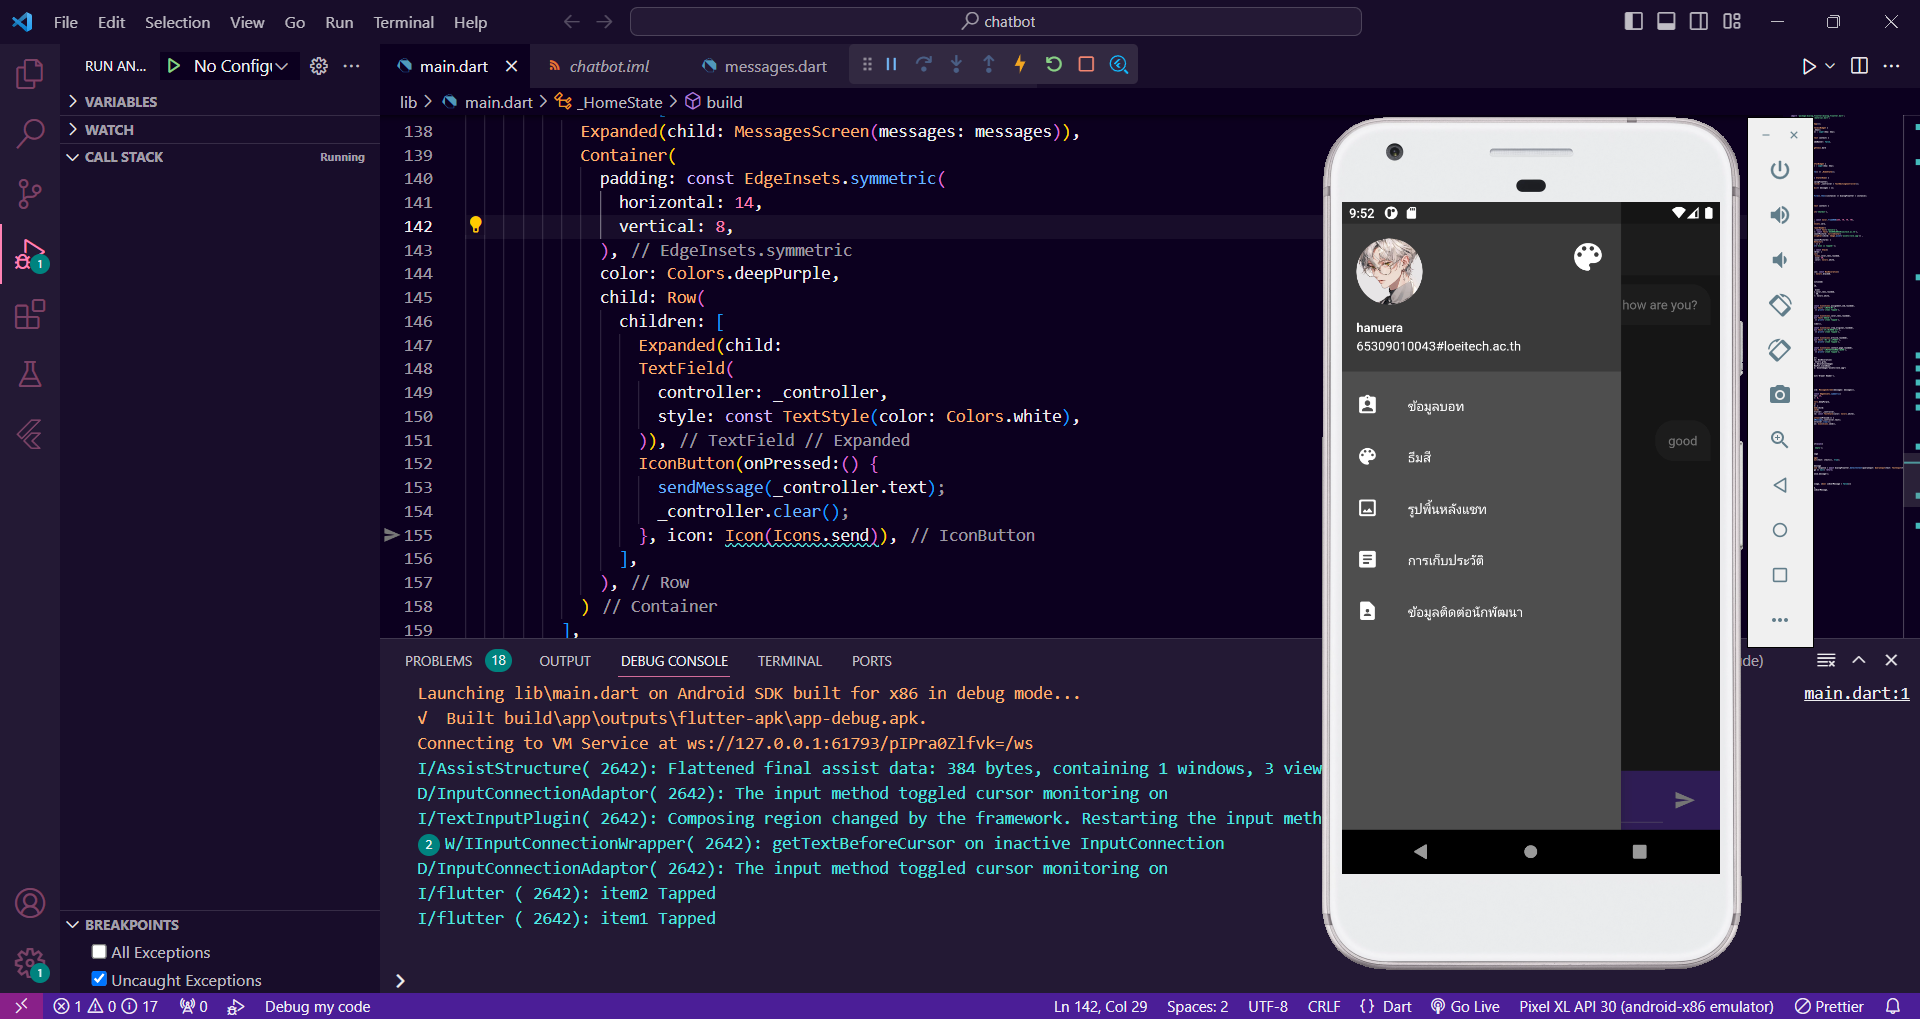 File Edit Selection View Go Run Terminal Help
chatbot
RUN AN...
No Configu
main.dart
chatbot.iml
messages.dart
lib > main.dart > _HomeState > build
VARIABLES
WATCH
CALL STACK
Running
138 Expanded(child: MessagesScreen(messages: messages)),
139 Container(
140 padding: const EdgeInsets.symmetric(
141 horizontal: 14,
142 vertical: 8,
143 ), // EdgeInsets.symmetric
144 color: Colors.deepPurple,
145 child: Row(
146 children: [
147 Expanded(child:
148 TextField(
149 controller: _controller,
150 style: const TextStyle(color: Colors.white),
151 )), // TextField // Expanded
152 IconButton(onPressed:() {
153 sendMessage(_controller.text);
154 _controller.clear();
155 }, icon: Icon(Icons.send)), // IconButton
156 ],
157 ), // Row
158 ) // Container
159 ],
9:52
hanuera
65309010043#loeitech.ac.th
how are you?
ข้อมูลบอท
ธีมสี
good
รูปพื้นหลังแชท
การเก็บประวัติ
ข้อมูลติดต่อนักพัฒนา
PROBLEMS 18 OUTPUT DEBUG CONSOLE TERMINAL PORTS
de)
main.dart:1
Launching lib\main.dart on Android SDK built for x86 in debug mode...
√ Built build\app\outputs\flutter-apk\app-debug.apk.
Connecting to VM Service at ws://127.0.0.1:61793/pIPra0Zlfvk=/ws
I/AssistStructure( 2642): Flattened final assist data: 384 bytes, containing 1 windows, 3 view
D/InputConnectionAdaptor( 2642): The input method toggled cursor monitoring on
I/TextInputPlugin( 2642): Composing region changed by the framework. Restarting the input meth
2 W/IInputConnectionWrapper( 2642): getTextBeforeCursor on inactive InputConnection
D/InputConnectionAdaptor( 2642): The input method toggled cursor monitoring on
I/flutter ( 2642): item2 Tapped
I/flutter ( 2642): item1 Tapped
BREAKPOINTS
All Exceptions
Uncaught Exceptions
1
1
1 0 17 0 Debug my code
Ln 142, Col 29 Spaces: 2 UTF-8 CRLF {} Dart Go Live Pixel XL API 30 (android-x86 emulator) Prettier